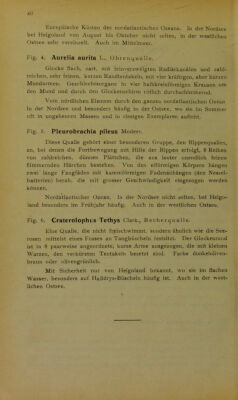 40
Europäische Küsten des nordatlantischen Ozeans. In der Nordsee
bei Helgoland von August bis Oktober nicht selten, in der westlichen
Ostsee sehr vereinzelt. Auch im Mittelmeer.
Fig. 4. Aurelia aurita L., Ohrenqualle.
Glocke flach, zart, mit feinverzweigten Radiärkanälen und zahl-
reichen, sehr feinen, kurzen Randtentakeln, mit vier kräftigen, aber kurzen
Mundarmen. Geschlechtsorgane in vier halbkreisförmigen Krausen um
den Mund und durch den Glockenschirm rötlich durchschimmernd.
Vom nördlichen Eismeer durch den ganzen nordatlantischen Ozean
In der Nordsee und besonders häufig in der Ostsee, wo sie im Sommer
oft in ungeheuren Massen und in riesigen Exemplaren auftritt.
Fig. 5. Pleurobrachia pileus Modeer.
Diese Qualle gehört einer besonderen Gruppe, den Rippenquallen,
an, bei denen die Fortbewegung mit Hilfe der Rippen erfolgt, 8 Reihen
von zahlreichen, dünnen Plättchen, die aus lauter unendlich feinen
flimmernden Härchen bestehen. Von den eiförmigen Körpern hängen
zwei lange Fangfäden mit kammförmigen Fadenanhängen (den Nessel-
batterien) herab, die mit grosser Geschwindigkeit eingezogen werden
können.
Nordatlantischer Ozean. In der Nordsee nicht selten, bei Helgo-
land besonders im Frühjahr häufig. Auch in der westlichen Ostsee.
Fig. 6. Craterolophus Tethys Clark., Becherqualle.
Eine Qualle, die nicht freischwimmt, sondern ähnlich wie die See-
rosen mittelst eines Fusses an Tangbüscheln festsitzt. Der Glockenrand
ist in 8 paarweise angeordnete, kurze Arme ausgezogen, die mit kleinen
Warzen, den verkürzten Tentakeln besetzt sind. Farbe dunkelröten-
braun oder olivengrünlich.
Mit Sicherheit nur von Helgoland bekannt, wo sie im flachen
Wasser, besonders auf Halidrys-Büscheln häufig ist. Auch in der west-
lichen Ostsee.